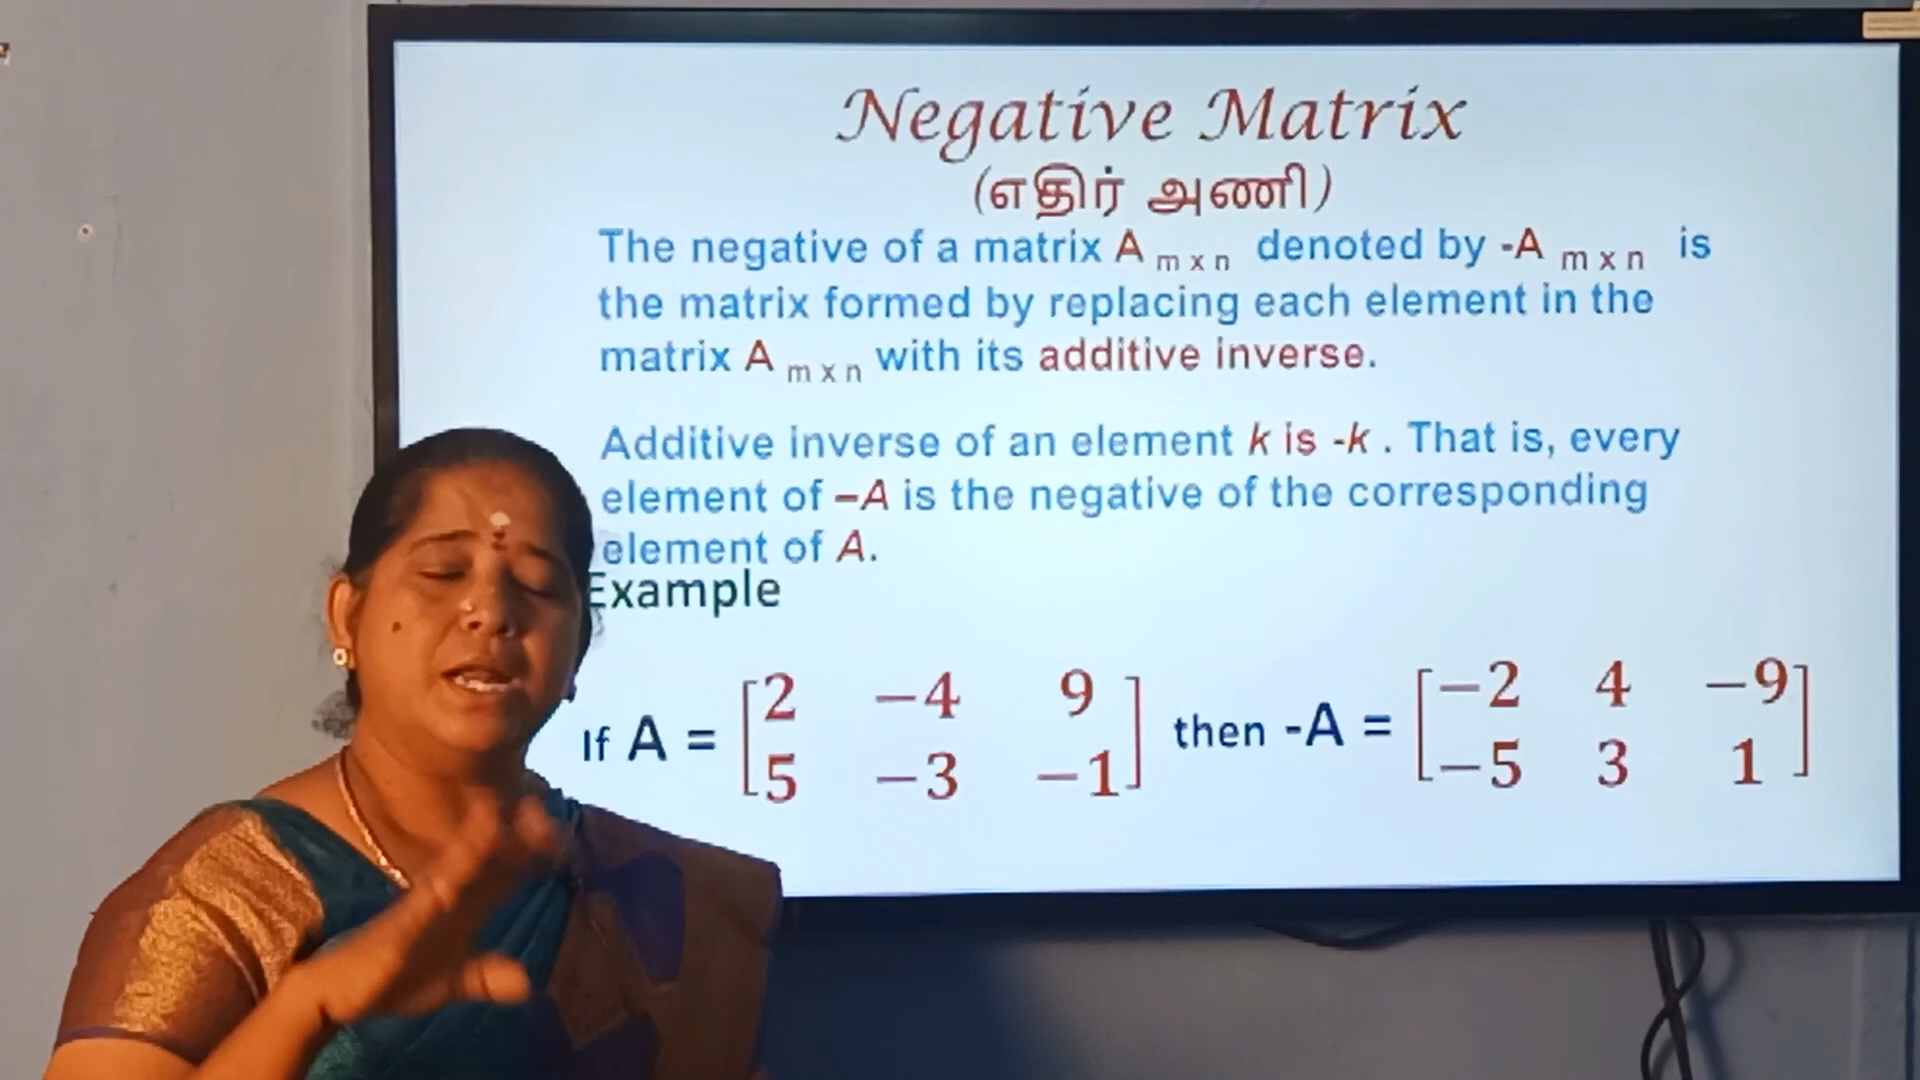 Negative Matrix
(எதிர் அணி)
The negative of a matrix A m x n denoted by -A m x n is
the matrix formed by replacing each element in the
matrix A m x n with its additive inverse.
Additive inverse of an element k is -k . That is, every
element of –A is the negative of the corresponding
element of A.
Example
If A = [2 −4 9
5 −3 −1] then -A = [−2 4 −9
−5 3 1]